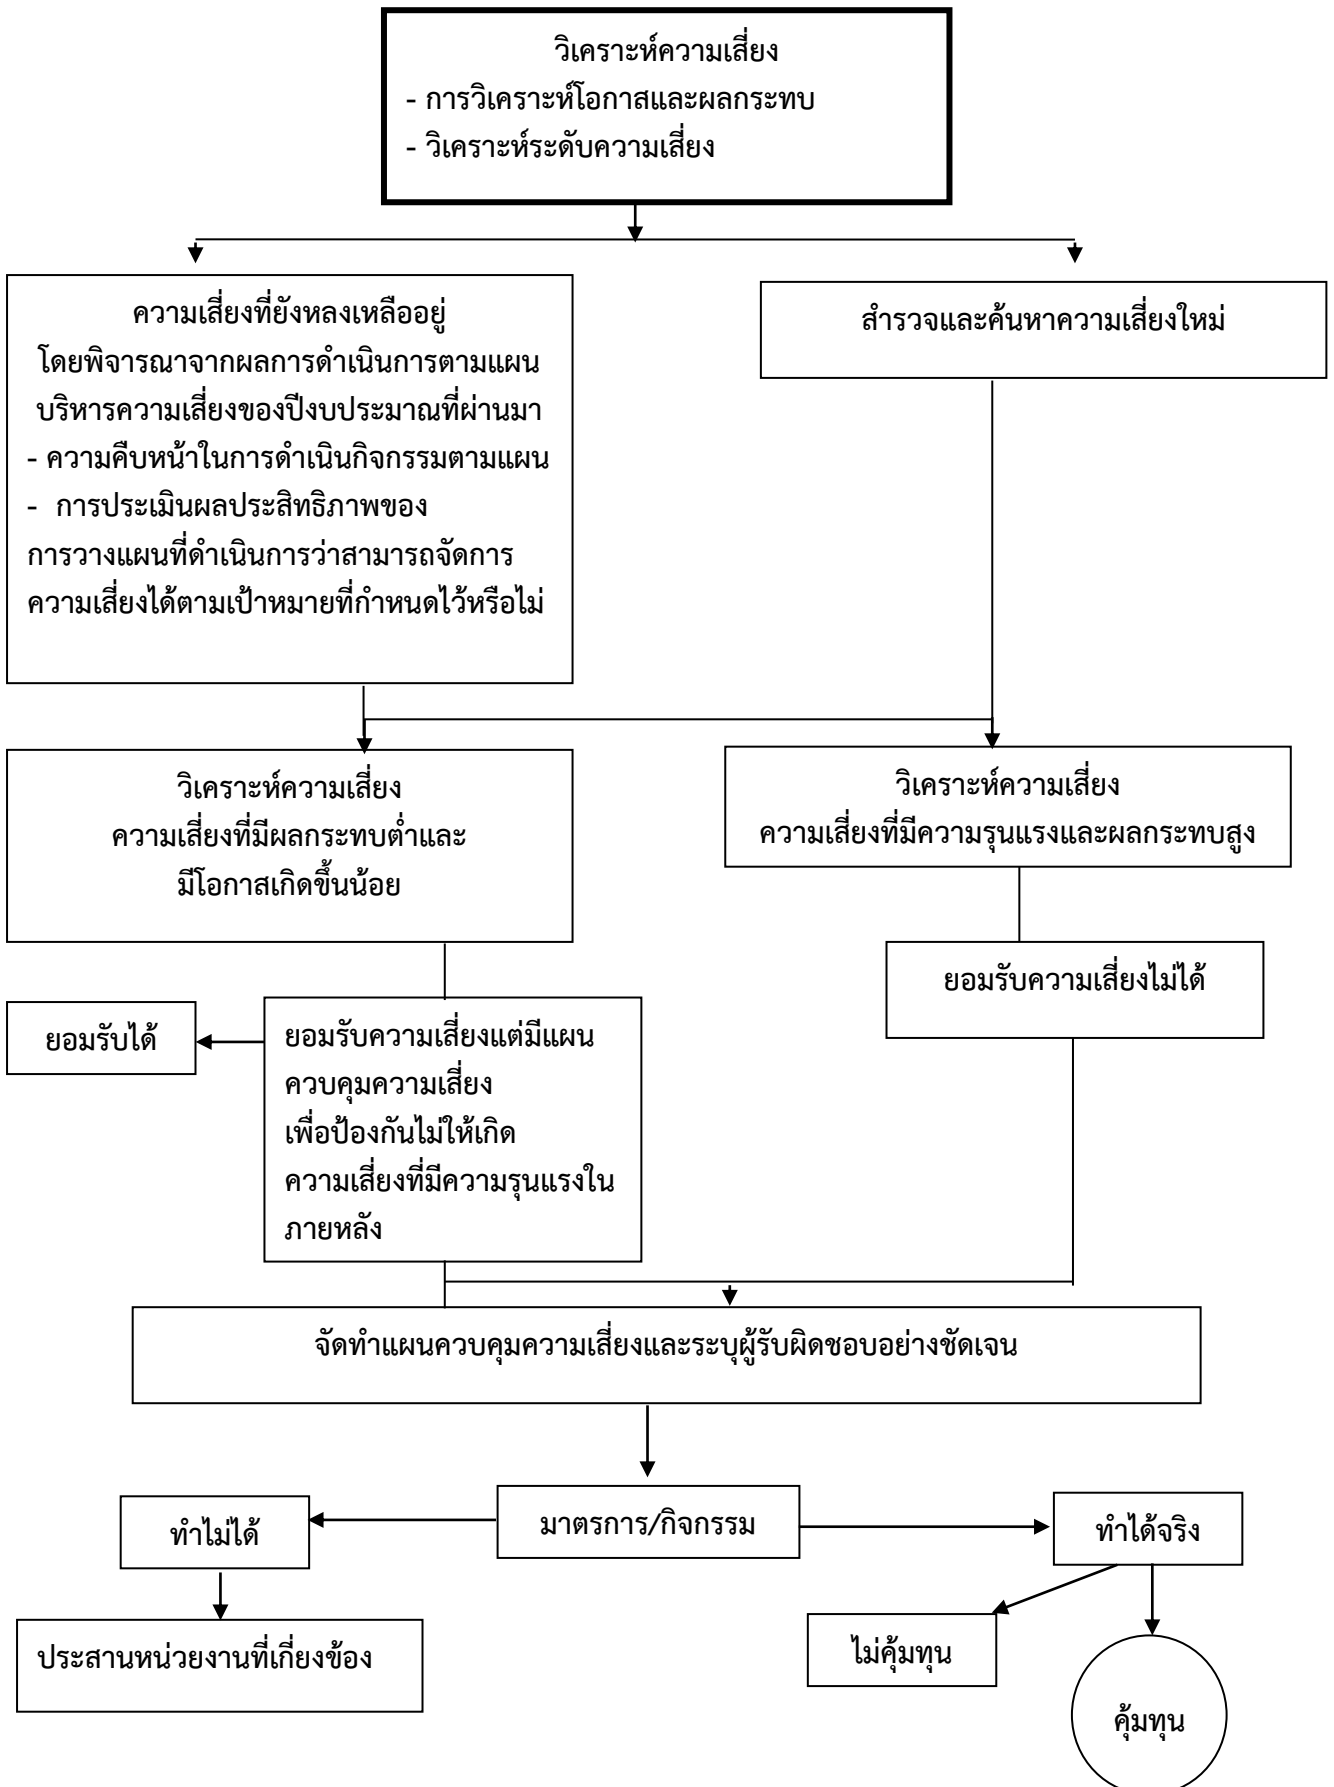 วิเคราะห์ความเสี่ยง
- การวิเคราะห์โอกาสและผลกระทบ
- วิเคราะห์ระดับความเสี่ยง
ความเสี่ยงที่ยังหลงเหลืออยู่
โดยพิจารณาจากผลการดำเนินการตามแผน
บริหารความเสี่ยงของปีงบประมาณที่ผ่านมา
- ความคืบหน้าในการดำเนินกิจกรรมตามแผน
- การประเมินผลประสิทธิภาพของ
การวางแผนที่ดำเนินการว่าสามารถจัดการ
ความเสี่ยงได้ตามเป้าหมายที่กำหนดไว้หรือไม่
สำรวจและค้นหาความเสี่ยงใหม่
วิเคราะห์ความเสี่ยง
ความเสี่ยงที่มีผลกระทบต่ำและ
มีโอกาสเกิดขึ้นน้อย
วิเคราะห์ความเสี่ยง
ความเสี่ยงที่มีความรุนแรงและผลกระทบสูง
ยอมรับความเสี่ยงไม่ได้
ยอมรับได้
ยอมรับความเสี่ยงแต่มีแผน
ควบคุมความเสี่ยง
เพื่อป้องกันไม่ให้เกิด
ความเสี่ยงที่มีความรุนแรงใน
ภายหลัง
จัดทำแผนควบคุมความเสี่ยงและระบุผู้รับผิดชอบอย่างชัดเจน
ทำไม่ได้
มาตรการ/กิจกรรม
ทำได้จริง
ประสานหน่วยงานที่เกี่ยงข้อง
ไม่คุ้มทุน
คุ้มทุน